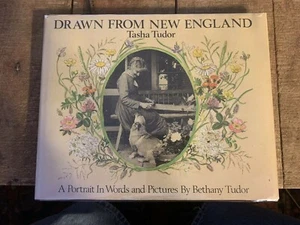 DRAWN FROM NEW ENGLAND
Tasha Tudor
A Portrait In Words and Pictures By Bethany Tudor